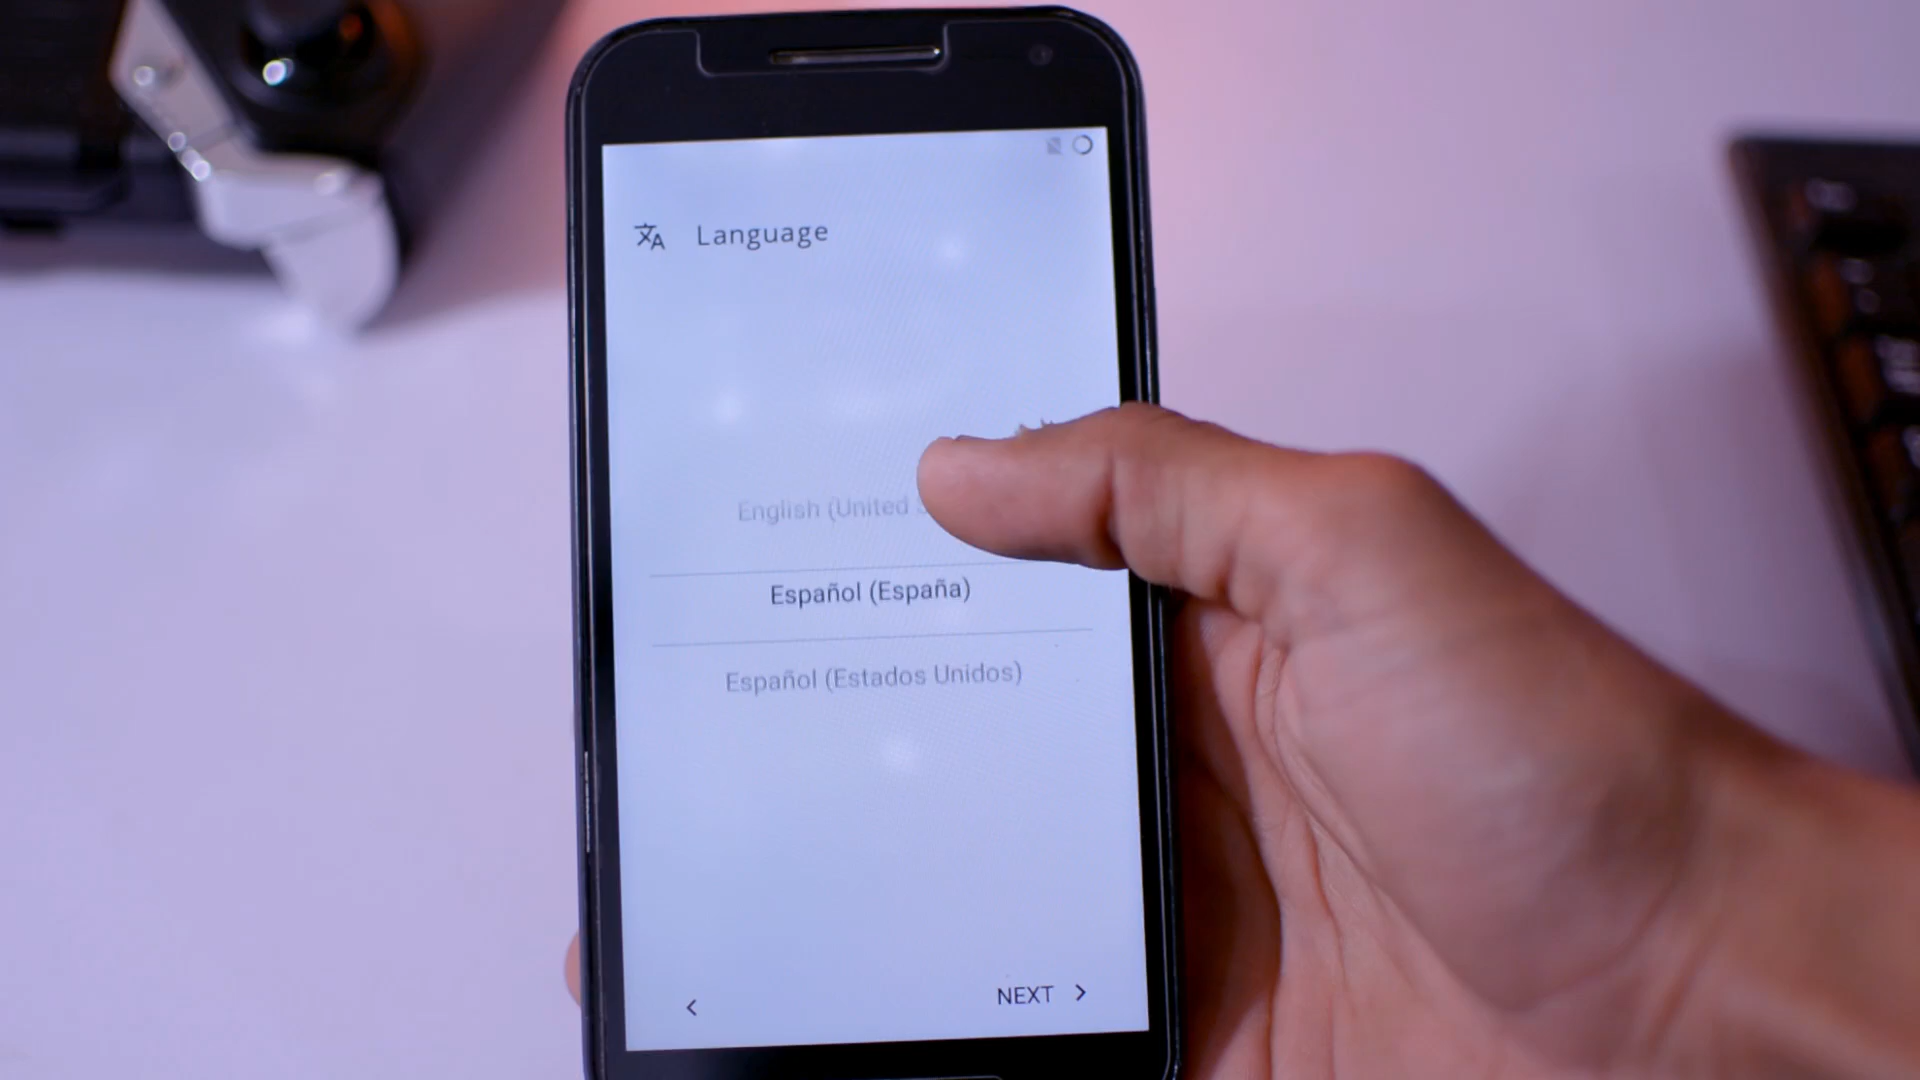 Language
English (United
Español (España)
Español (Estados Unidos)
NEXT